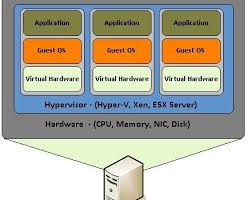 Application Application Application
Guest OS Guest OS Guest OS
Virtual Hardware Virtual Hardware Virtual Hardware
Hypervisor - (Hyper-V, Xen, ESX Server)
Hardware - (CPU, Memory, NIC, Disk)